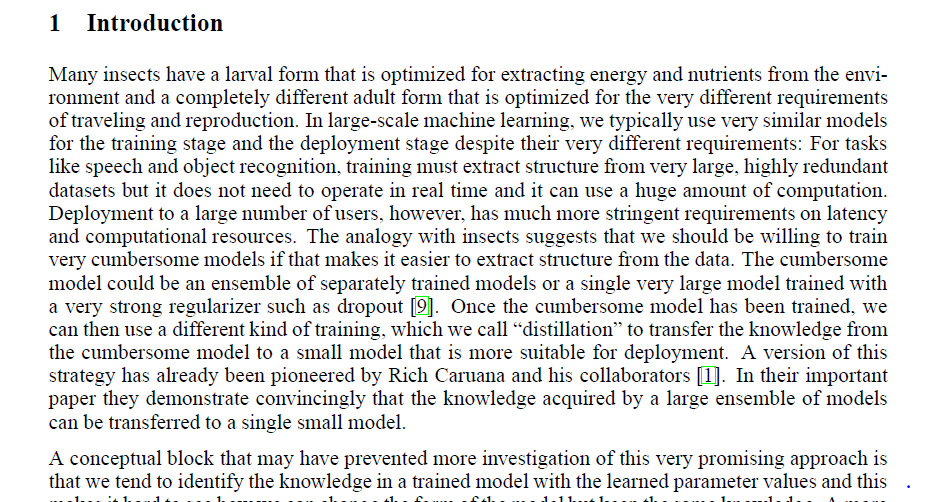 1 Introduction
Many insects have a larval form that is optimized for extracting energy and nutrients from the envi-
ronment and a completely different adult form that is optimized for the very different requirements
of traveling and reproduction. In large-scale machine learning, we typically use very similar models
for the training stage and the deployment stage despite their very different requirements: For tasks
like speech and object recognition, training must extract structure from very large, highly redundant
datasets but it does not need to operate in real time and it can use a huge amount of computation.
Deployment to a large number of users, however, has much more stringent requirements on latency
and computational resources. The analogy with insects suggests that we should be willing to train
very cumbersome models if that makes it easier to extract structure from the data. The cumbersome
model could be an ensemble of separately trained models or a single very large model trained with
a very strong regularizer such as dropout [9]. Once the cumbersome model has been trained, we
can then use a different kind of training, which we call “distillation” to transfer the knowledge from
the cumbersome model to a small model that is more suitable for deployment. A version of this
strategy has already been pioneered by Rich Caruana and his collaborators [1]. In their important
paper they demonstrate convincingly that the knowledge acquired by a large ensemble of models
can be transferred to a single small model.
A conceptual block that may have prevented more investigation of this very promising approach is
that we tend to identify the knowledge in a trained model with the learned parameter values and this